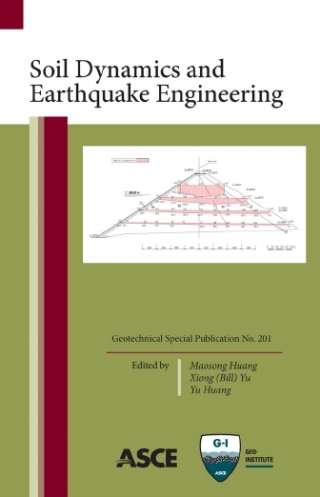 Soil Dynamics and
Earthquake Engineering
Geotechnical Special Publication No. 201
Edited by
Maosong Huang
Xiong (Bill) Yu
Yu Huang
ASCE
G-I
ASCE
GEO-
INSTITUTE